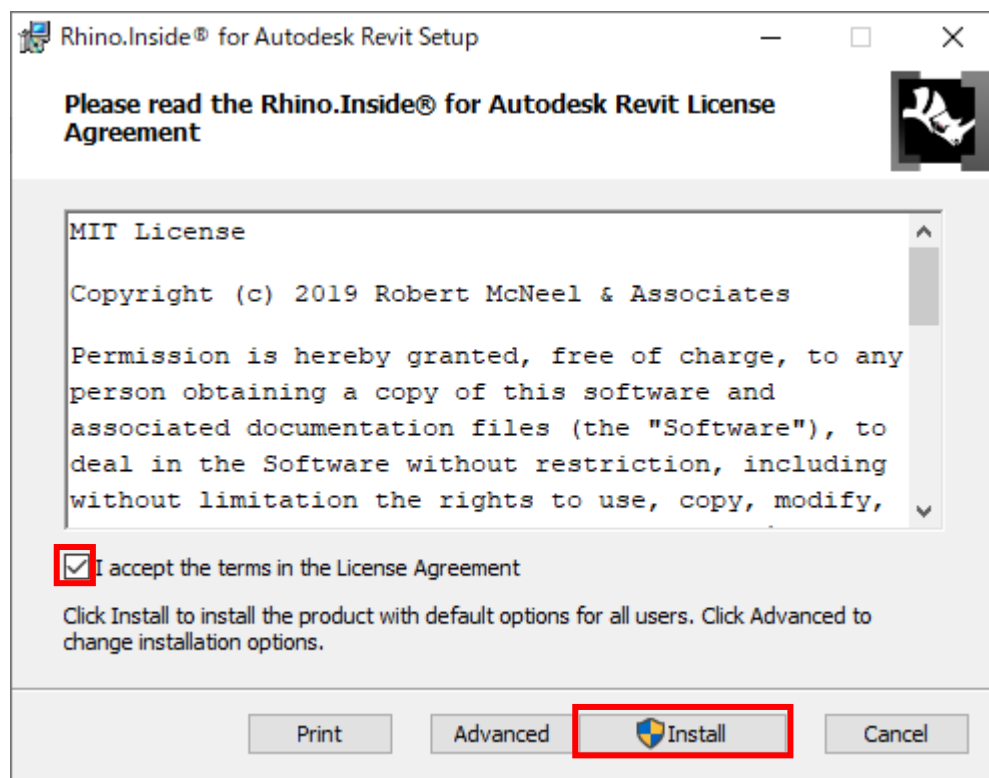 Rhino.Inside® for Autodesk Revit Setup
Please read the Rhino.Inside® for Autodesk Revit License
Agreement
MIT License
Copyright (c) 2019 Robert McNeel & Associates
Permission is hereby granted, free of charge, to any
person obtaining a copy of this software and
associated documentation files (the "Software"), to
deal in the Software without restriction, including
without limitation the rights to use, copy, modify,
I accept the terms in the License Agreement
Click Install to install the product with default options for all users. Click Advanced to
change installation options.
Print
Advanced
Install
Cancel